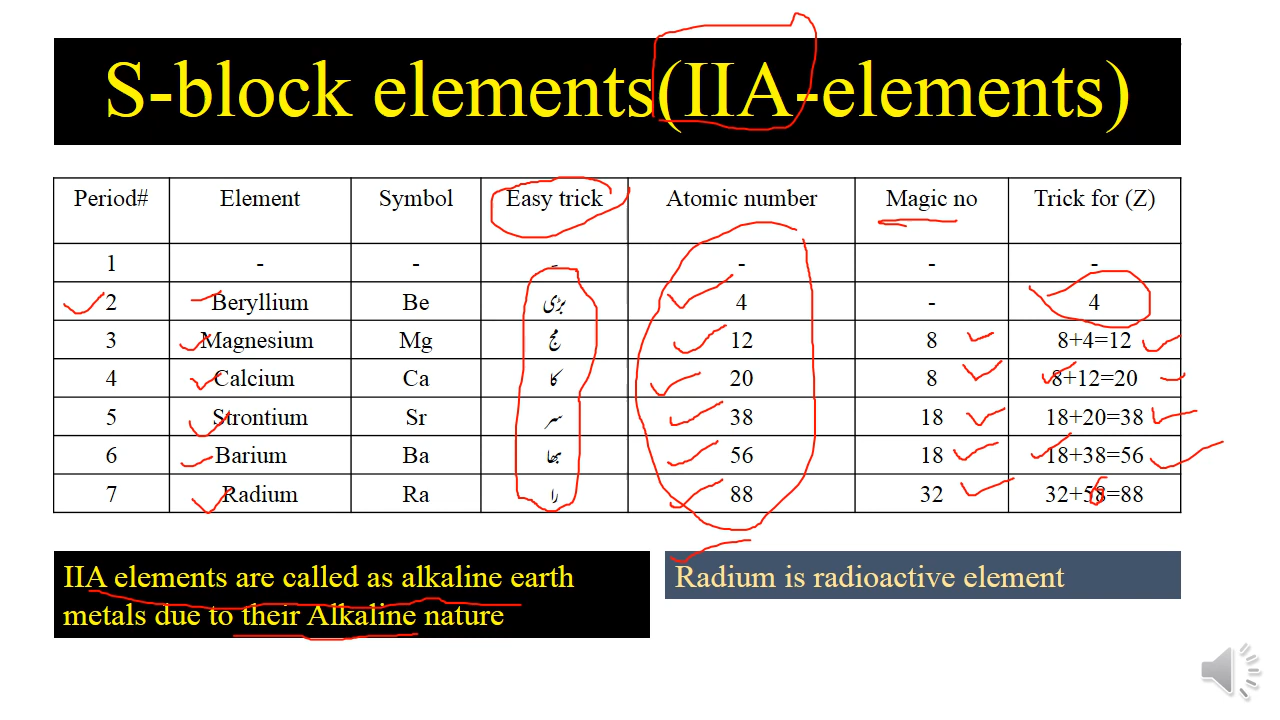 S-block elements(IIA-elements)
Period# Element Symbol Easy trick Atomic number Magic no Trick for (Z)
1 - - - - - -
2 Beryllium Be بڑی 4 - 4
3 Magnesium Mg مج 12 8 8+4=12
4 Calcium Ca کا 20 8 8+12=20
5 Strontium Sr سر 38 18 18+20=38
6 Barium Ba بھا 56 18 18+38=56
7 Radium Ra را 88 32 32+58=88
IIA elements are called as alkaline earth
metals due to their Alkaline nature
Radium is radioactive element